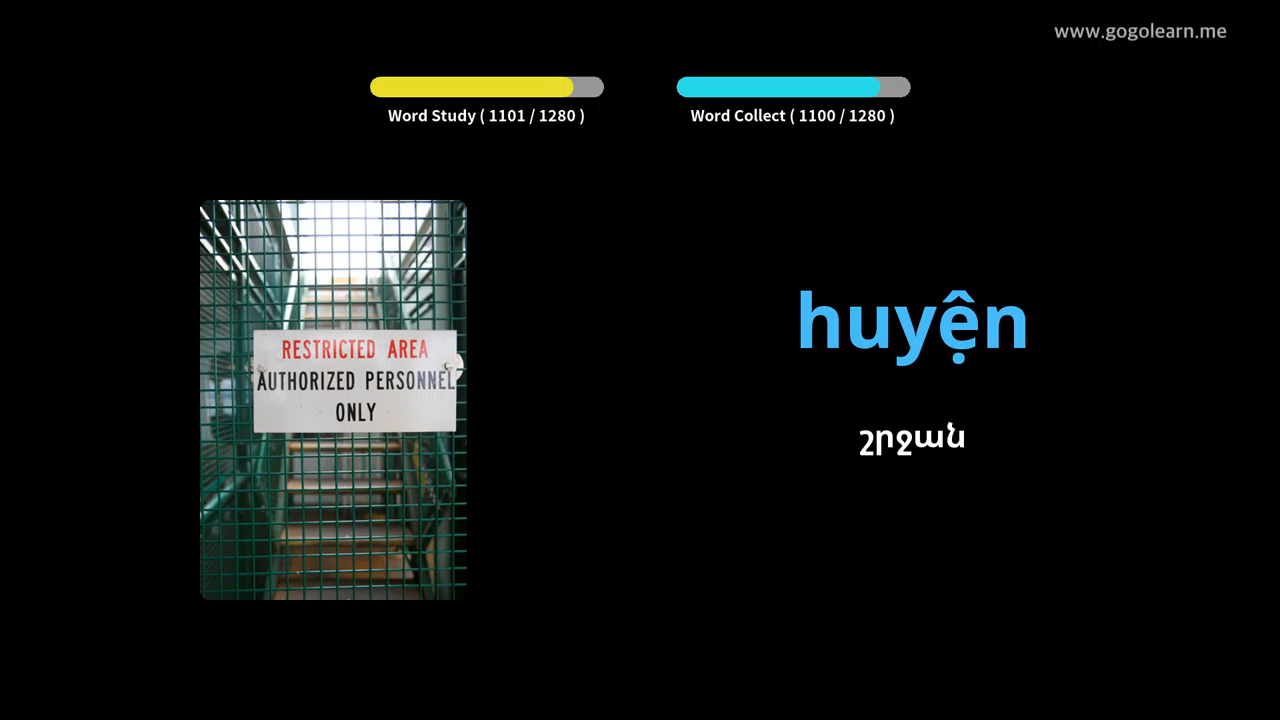 www.gogolearn.me
Word Study ( 1101 / 1280 )
Word Collect ( 1100 / 1280 )
RESTRICTED AREA
AUTHORIZED PERSONNEL
ONLY
huyện
շրջան